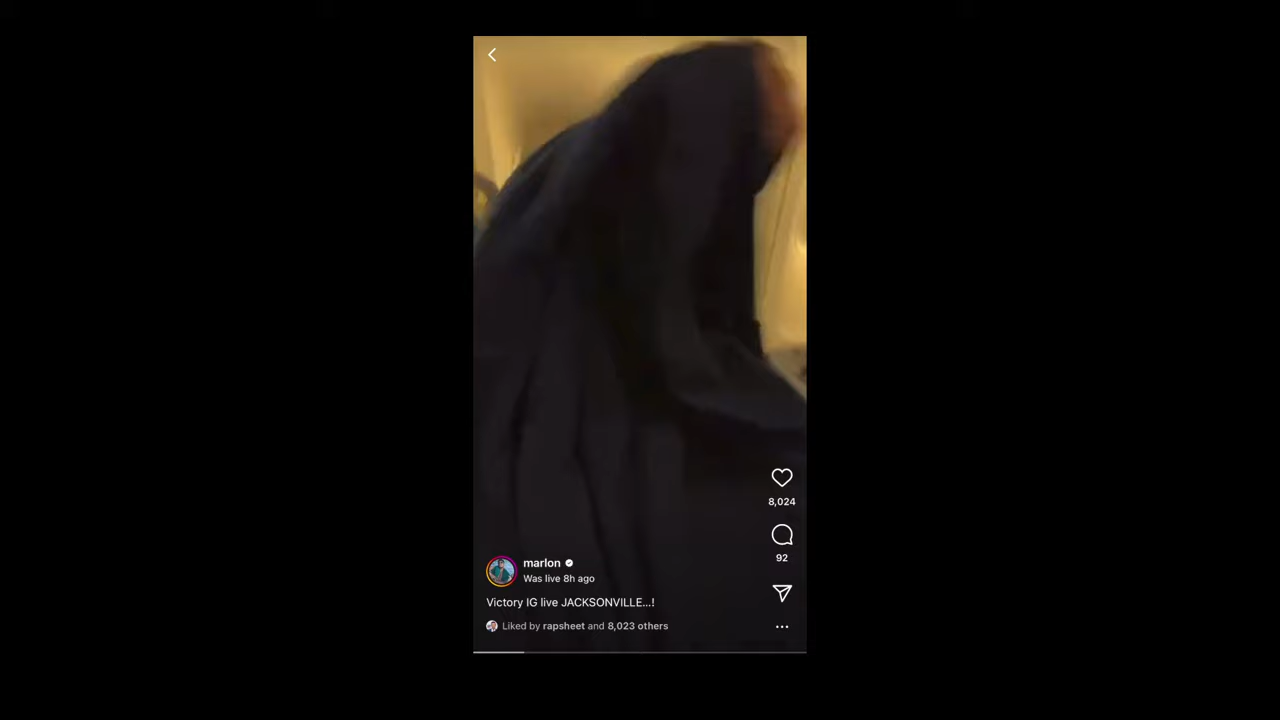 8,024
92
marlon
Was live 8h ago
Victory IG live JACKSONVILLE...!
Liked by rapsheet and 8,023 others